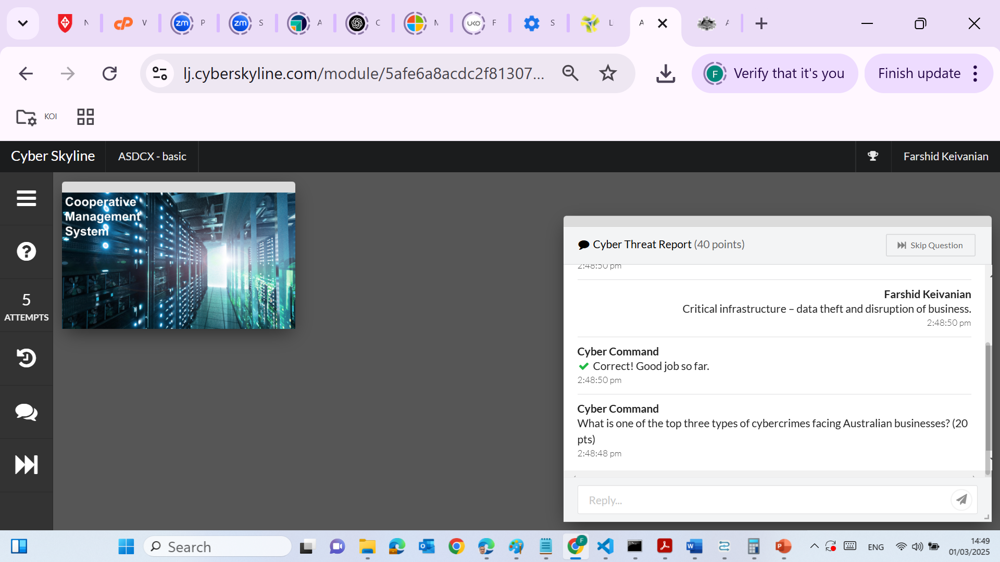 N
V
P
S
A
C
N
F
S
L
A
A
lj.cyberskyline.com/module/5afe6a8acdc2f81307...
F
Verify that it's you
Finish update
KOI
Cyber Skyline
ASDCX - basic
Farshid Keivanian
Cooperative
Management
System
5
ATTEMPTS
Cyber Threat Report (40 points)
Skip Question
2:48:50 pm
Farshid Keivanian
Critical infrastructure – data theft and disruption of business.
2:48:50 pm
Cyber Command
Correct! Good job so far.
2:48:50 pm
Cyber Command
What is one of the top three types of cybercrimes facing Australian businesses? (20
pts)
2:48:48 pm
Reply...
Search
ENG
14:49
01/03/2025